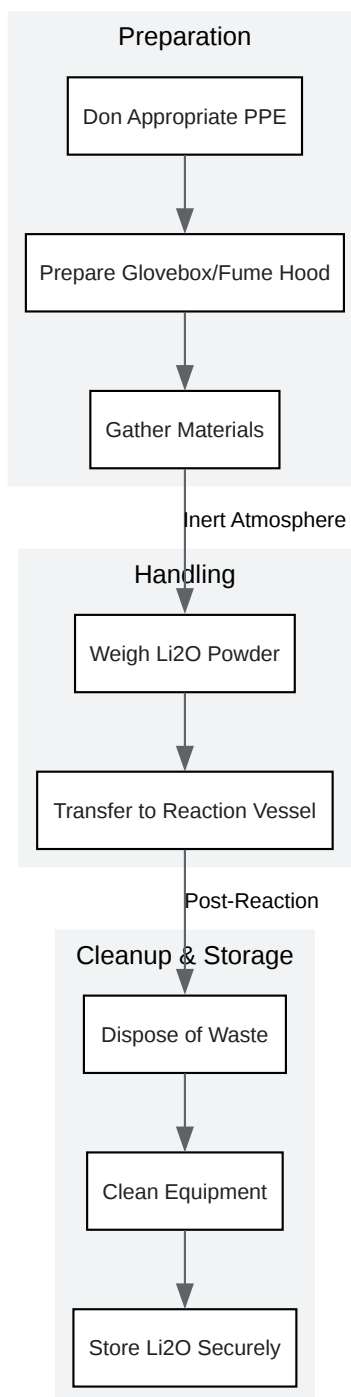 Preparation
Don Appropriate PPE
Prepare Glovebox/Fume Hood
Gather Materials
Inert Atmosphere
Handling
Weigh Li2O Powder
Transfer to Reaction Vessel
Post-Reaction
Cleanup & Storage
Dispose of Waste
Clean Equipment
Store Li2O Securely